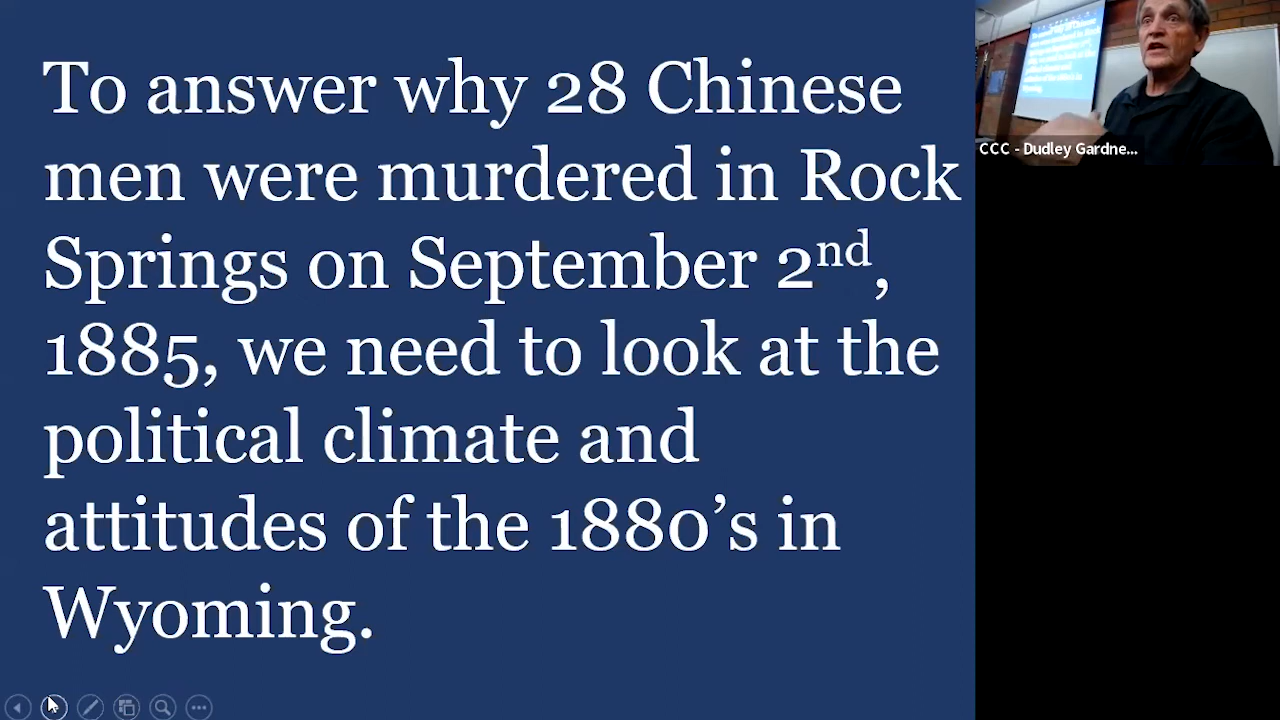 To answer why 28 Chinese
men were murdered in Rock
Springs on September 2nd,
1885, we need to look at the
political climate and
attitudes of the 1880’s in
Wyoming.
CCC - Dudley Gardne...